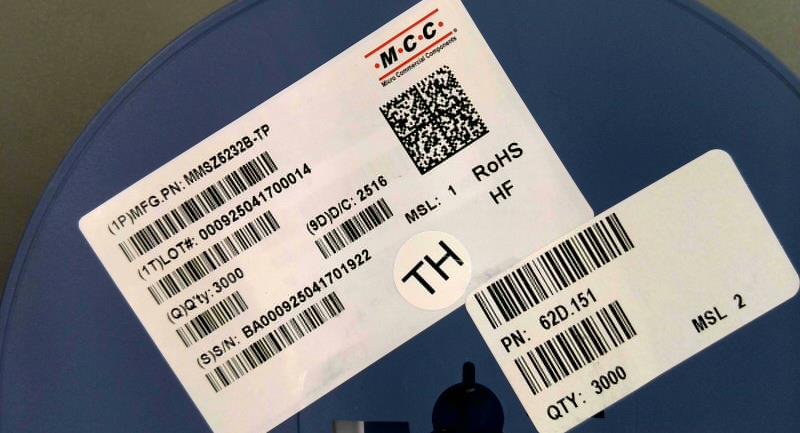 ·M·C·C·®
Micro Commercial Components
(1P)MFG.PN: MMSZ5232B-TP
(1T)LOT#: 000925041700014
(9D)D/C: 2516
MSL: 1
RoHS
HF
(Q)Q'ty: 3000
(S)S/N: BA000925041701922
TH
PN: 62D.151
MSL 2
QTY: 3000